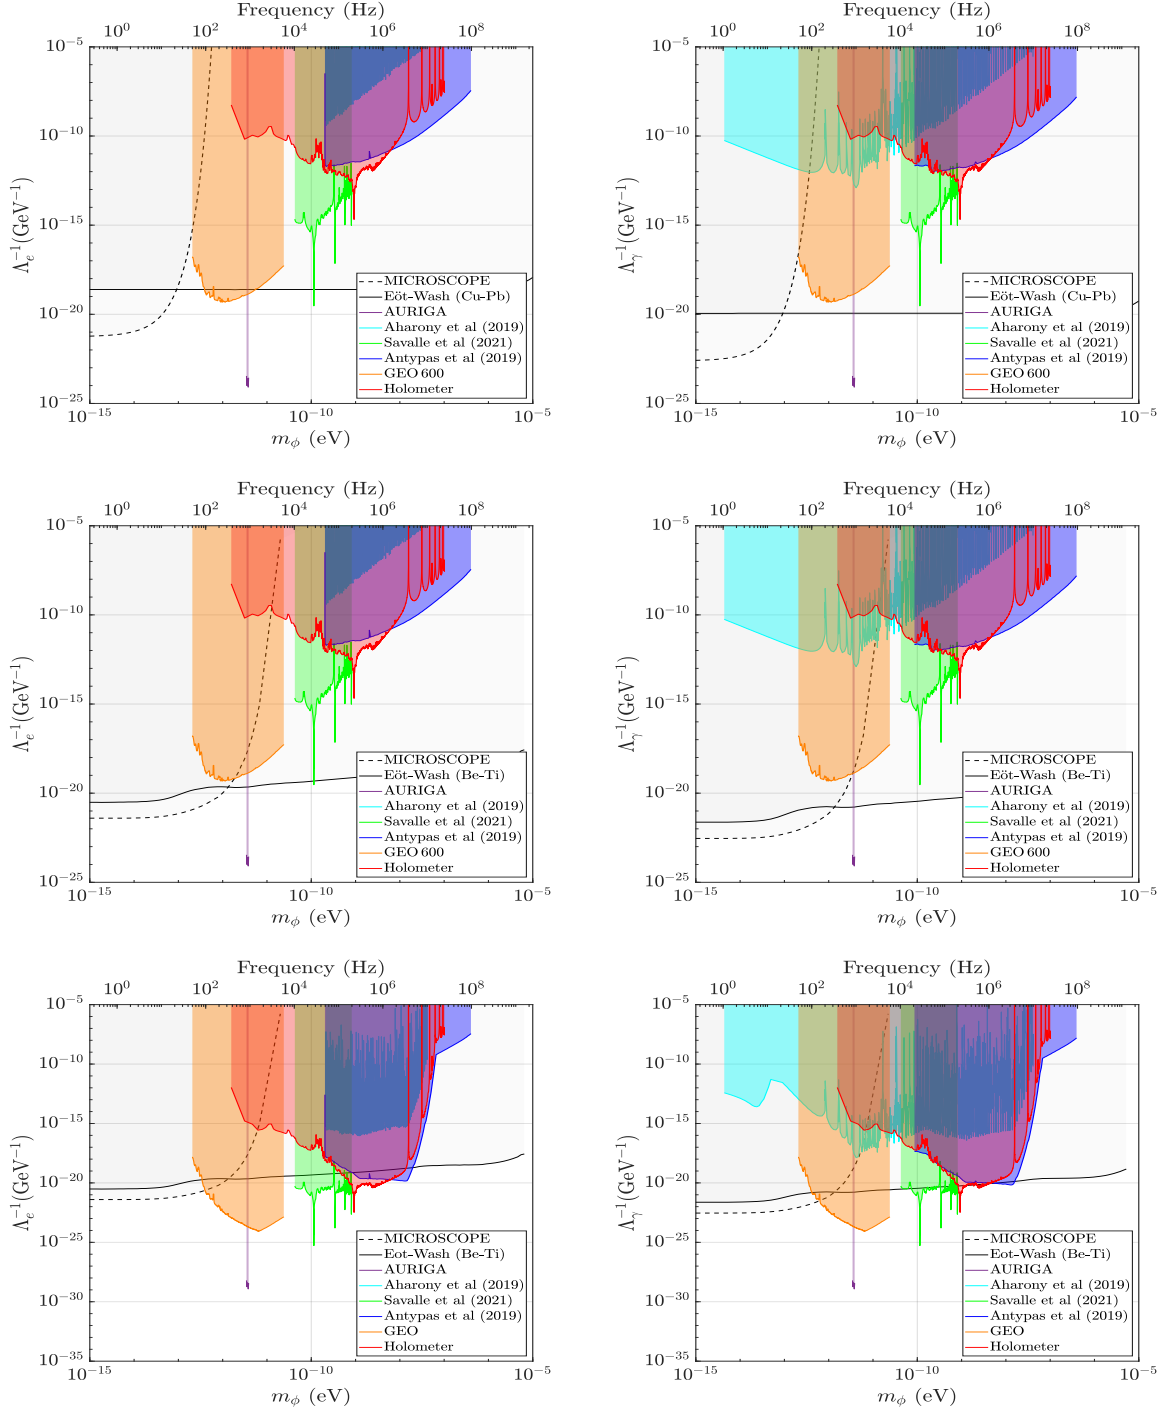 Frequency (Hz)
10^0 10^2 10^4 10^6 10^8
10^-5
10^-10
10^-15
10^-20
10^-25
Λ_e^-1(GeV^-1)
MICROSCOPE
Eöt-Wash (Cu-Pb)
AURIGA
Aharony et al (2019)
Savalle et al (2021)
Antypas et al (2019)
GEO 600
Holometer
10^-15 10^-10 10^-5
m_ϕ (eV)
Frequency (Hz)
10^0 10^2 10^4 10^6 10^8
10^-5
10^-10
10^-15
10^-20
10^-25
Λ_γ^-1(GeV^-1)
MICROSCOPE
Eöt-Wash (Cu-Pb)
AURIGA
Aharony et al (2019)
Savalle et al (2021)
Antypas et al (2019)
GEO 600
Holometer
10^-15 10^-10 10^-5
m_ϕ (eV)
Frequency (Hz)
10^0 10^2 10^4 10^6 10^8
10^-5
10^-10
10^-15
10^-20
10^-25
Λ_e^-1(GeV^-1)
MICROSCOPE
Eöt-Wash (Be-Ti)
AURIGA
Aharony et al (2019)
Savalle et al (2021)
Antypas et al (2019)
GEO 600
Holometer
10^-15 10^-10 10^-5
m_ϕ (eV)
Frequency (Hz)
10^0 10^2 10^4 10^6 10^8
10^-5
10^-10
10^-15
10^-20
10^-25
Λ_γ^-1(GeV^-1)
MICROSCOPE
Eöt-Wash (Be-Ti)
AURIGA
Aharony et al (2019)
Savalle et al (2021)
Antypas et al (2019)
GEO 600
Holometer
10^-15 10^-10 10^-5
m_ϕ (eV)
Frequency (Hz)
10^0 10^2 10^4 10^6 10^8
10^-5
10^-10
10^-15
10^-20
10^-25
10^-30
10^-35
Λ_e^-1(GeV^-1)
MICROSCOPE
Eot-Wash (Be-Ti)
AURIGA
Aharony et al (2019)
Savalle et al (2021)
Antypas et al (2019)
GEO
Holometer
10^-15 10^-10 10^-5
m_ϕ (eV)
Frequency (Hz)
10^0 10^2 10^4 10^6 10^8
10^-5
10^-10
10^-15
10^-20
10^-25
10^-30
10^-35
Λ_γ^-1(GeV^-1)
MICROSCOPE
Eot-Wash (Be-Ti)
AURIGA
Aharony et al (2019)
Savalle et al (2021)
Antypas et al (2019)
GEO
Holometer
10^-15 10^-10 10^-5
m_ϕ (eV)